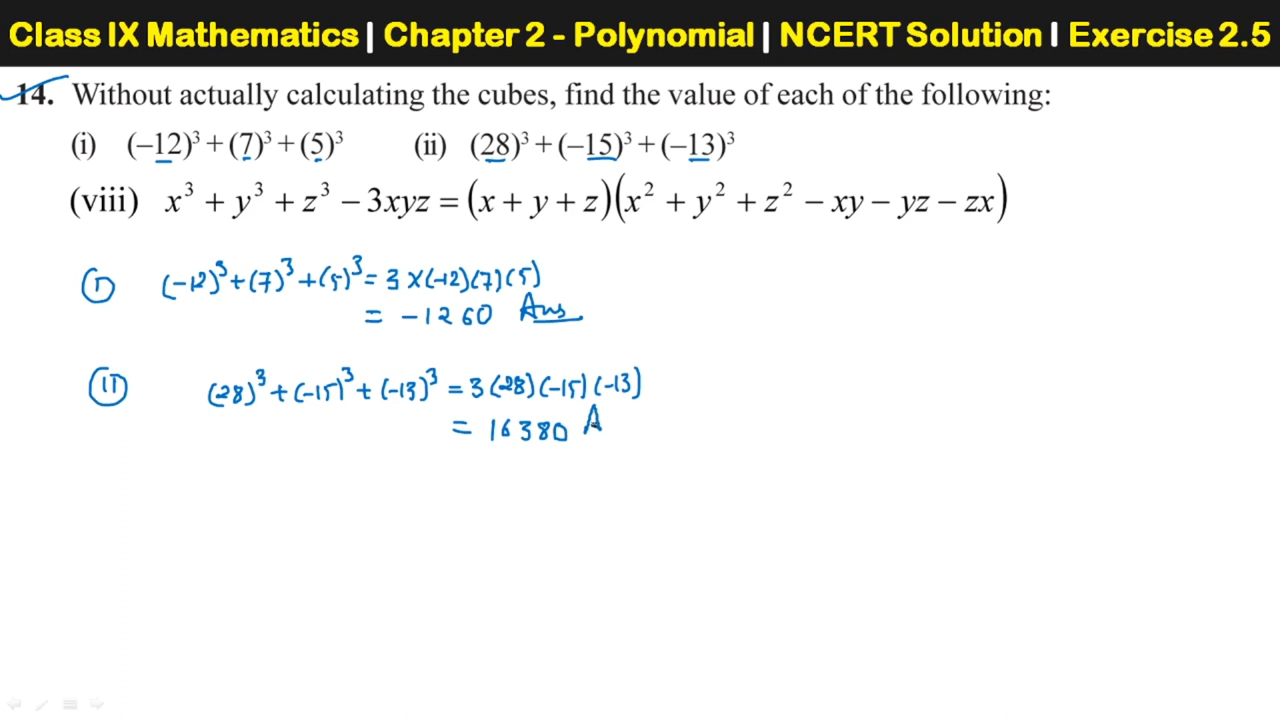 Class IX Mathematics | Chapter 2 - Polynomial | NCERT Solution | Exercise 2.5
14. Without actually calculating the cubes, find the value of each of the following:
(i) (–12)³ + (7)³ + (5)³ (ii) (28)³ + (–15)³ + (–13)³
(viii) x³ + y³ + z³ − 3xyz = (x + y + z)(x² + y² + z² − xy − yz − zx)
(I) (-12)³ + (7)³ + (5)³ = 3 × (-12)(7)(5)
= -1260 Ans
(II) (28)³ + (-15)³ + (-13)³ = 3 (28) (-15) (-13)
= 16380 A